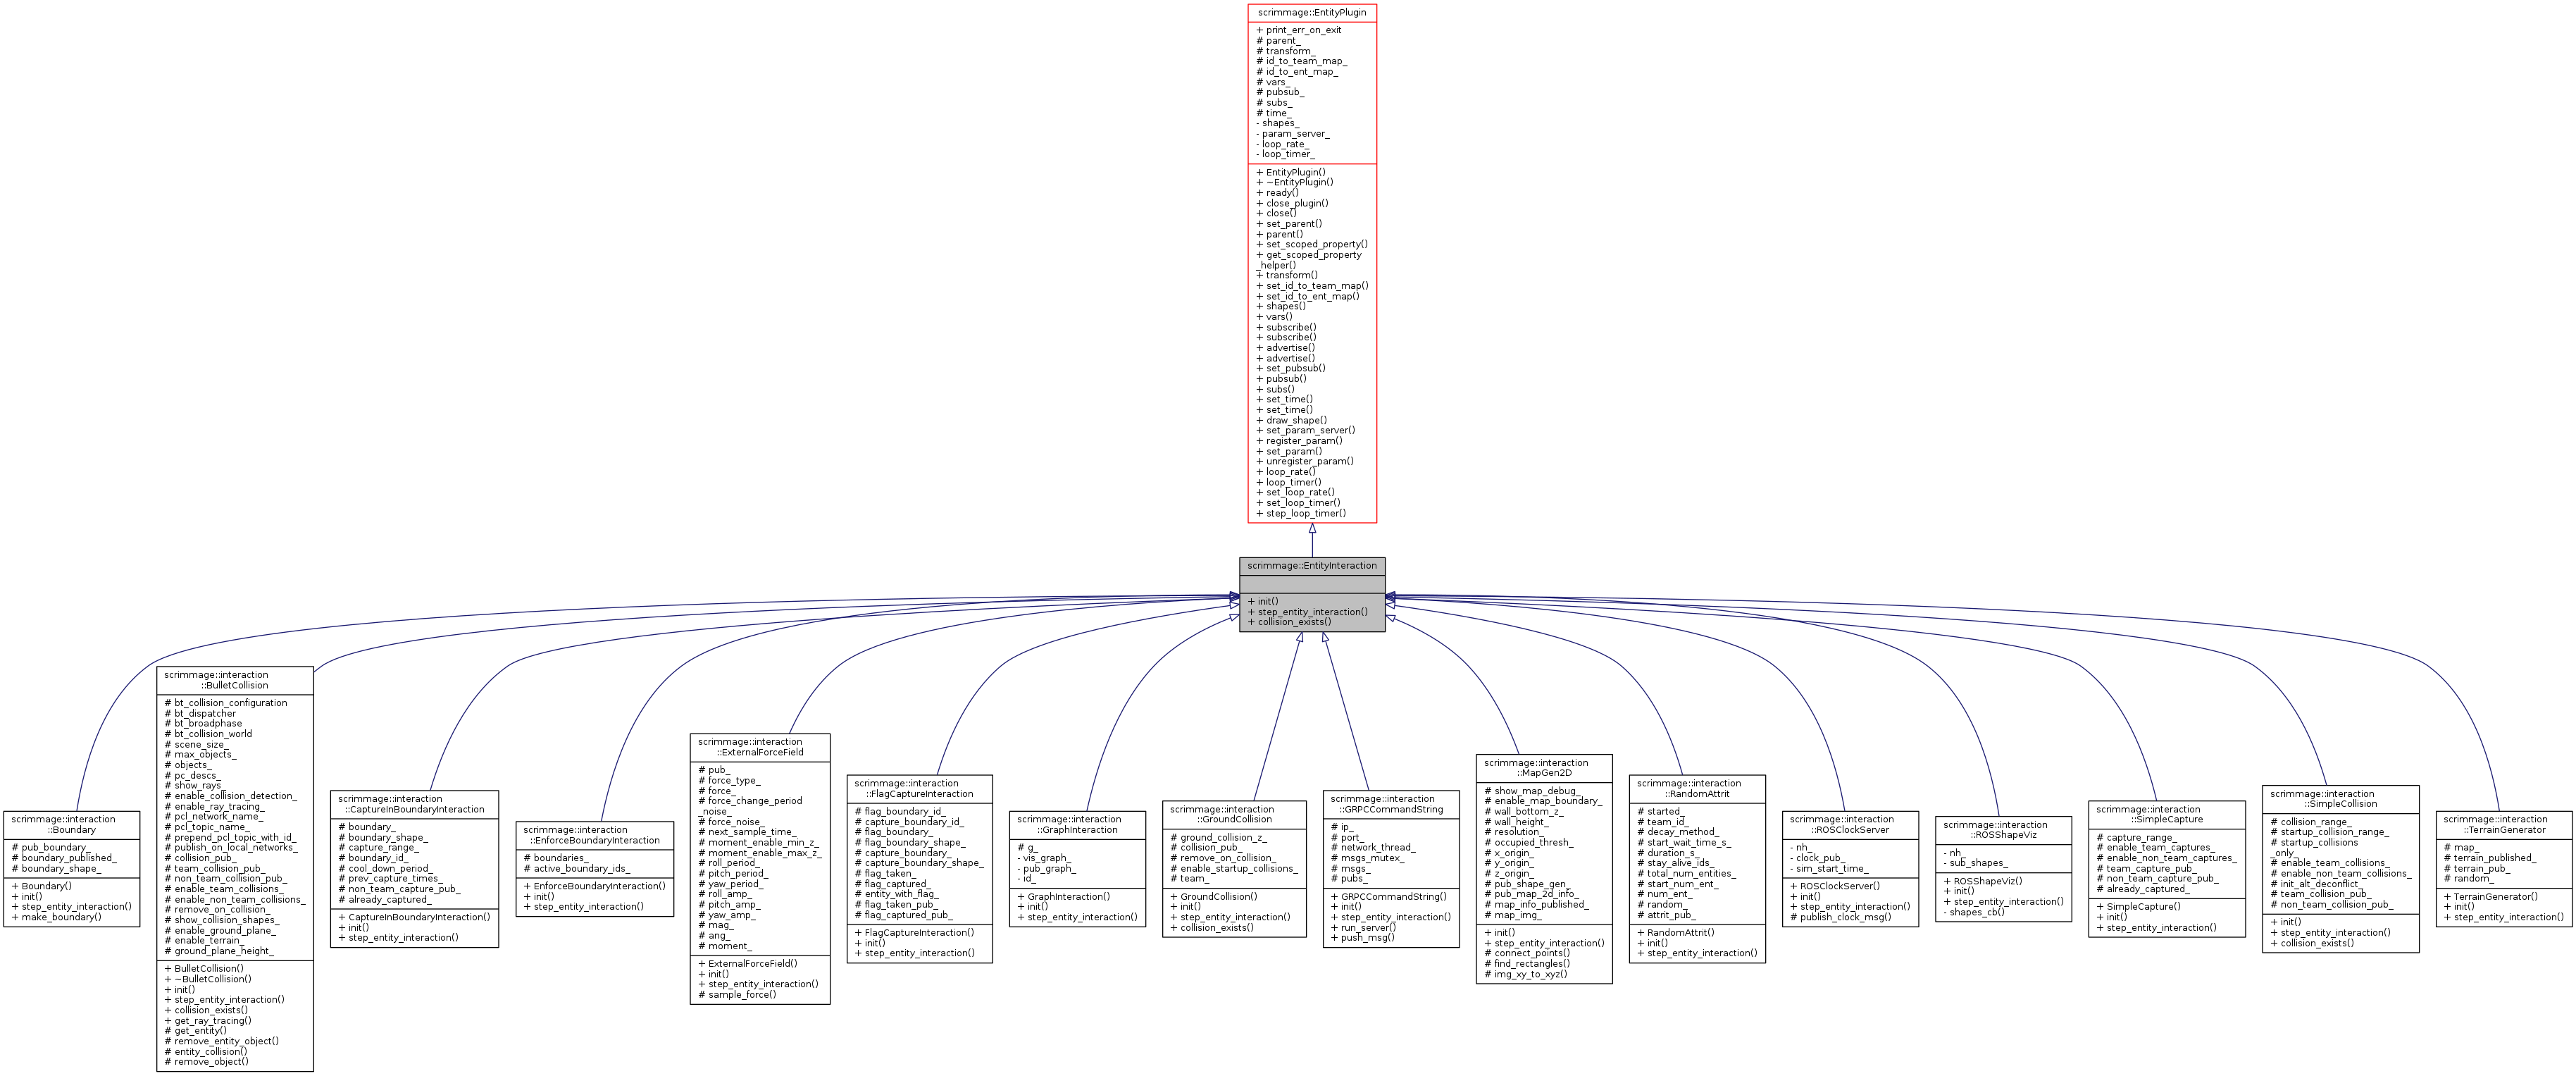 scrimmage::EntityPlugin
+ print_err_on_exit
# parent_
# transform_
# id_to_team_map_
# id_to_ent_map_
# vars_
# pubsub_
# subs_
# time_
- shapes_
- param_server_
- loop_rate_
- loop_timer_
+ EntityPlugin()
+ ~EntityPlugin()
+ ready()
+ close_plugin()
+ close()
+ set_parent()
+ parent()
+ set_scoped_property()
+ get_scoped_property
_helper()
+ transform()
+ set_id_to_team_map()
+ set_id_to_ent_map()
+ shapes()
+ vars()
+ subscribe()
+ subscribe()
+ advertise()
+ advertise()
+ set_pubsub()
+ pubsub()
+ subs()
+ set_time()
+ set_time()
+ draw_shape()
+ set_param_server()
+ register_param()
+ set_param()
+ unregister_param()
+ loop_rate()
+ loop_timer()
+ set_loop_rate()
+ set_loop_timer()
+ step_loop_timer()
scrimmage::EntityInteraction
+ init()
+ step_entity_interaction()
+ collision_exists()
scrimmage::interaction
::Boundary
# pub_boundary_
# boundary_published_
# boundary_shape_
+ Boundary()
+ init()
+ step_entity_interaction()
+ make_boundary()
scrimmage::interaction
::BulletCollision
# bt_collision_configuration
# bt_dispatcher
# bt_broadphase
# bt_collision_world
# scene_size_
# max_objects_
# objects_
# pc_descs_
# show_rays_
# enable_collision_detection_
# enable_ray_tracing_
# pcl_network_name_
# pcl_topic_name_
# prepend_pcl_topic_with_id_
# publish_on_local_networks_
# collision_pub_
# team_collision_pub_
# non_team_collision_pub_
# enable_team_collisions_
# enable_non_team_collisions_
# remove_on_collision_
# show_collision_shapes_
# enable_ground_plane_
# enable_terrain_
# ground_plane_height_
+ BulletCollision()
+ ~BulletCollision()
+ init()
+ step_entity_interaction()
+ collision_exists()
+ get_ray_tracing()
# get_entity()
# remove_entity_object()
# entity_collision()
# remove_object()
scrimmage::interaction
::CaptureInBoundaryInteraction
# boundary_
# boundary_shape_
# capture_range_
# boundary_id_
# cool_down_period_
# prev_capture_times_
# non_team_capture_pub_
# already_captured_
+ CaptureInBoundaryInteraction()
+ init()
+ step_entity_interaction()
scrimmage::interaction
::EnforceBoundaryInteraction
# boundaries_
# active_boundary_ids_
+ EnforceBoundaryInteraction()
+ init()
+ step_entity_interaction()
scrimmage::interaction
::ExternalForceField
# pub_
# force_type_
# force_
# force_change_period
_noise_
# force_noise_
# next_sample_time_
# moment_enable_min_z_
# moment_enable_max_z_
# roll_period_
# pitch_period_
# yaw_period_
# roll_amp_
# pitch_amp_
# yaw_amp_
# mag_
# ang_
# moment_
+ ExternalForceField()
+ init()
+ step_entity_interaction()
# sample_force()
scrimmage::interaction
::FlagCaptureInteraction
# flag_boundary_id_
# capture_boundary_id_
# flag_boundary_
# flag_boundary_shape_
# capture_boundary_
# capture_boundary_shape_
# flag_taken_
# flag_captured_
# entity_with_flag_
# flag_taken_pub_
# flag_captured_pub_
+ FlagCaptureInteraction()
+ init()
+ step_entity_interaction()
scrimmage::interaction
::GraphInteraction
# g_
- vis_graph_
- pub_graph_
- id_
+ GraphInteraction()
+ init()
+ step_entity_interaction()
scrimmage::interaction
::GroundCollision
# ground_collision_z_
# collision_pub_
# remove_on_collision_
# enable_startup_collisions_
# team_
+ GroundCollision()
+ init()
+ step_entity_interaction()
+ collision_exists()
scrimmage::interaction
::GRPCCommandString
# ip_
# port_
# network_thread_
# msgs_mutex_
# msgs_
# pubs_
+ GRPCCommandString()
+ init()
+ step_entity_interaction()
+ run_server()
+ push_msg()
scrimmage::interaction
::MapGen2D
# show_map_debug_
# enable_map_boundary_
# wall_bottom_z_
# wall_height_
# resolution_
# occupied_thresh_
# x_origin_
# y_origin_
# z_origin_
# pub_shape_gen_
# pub_map_2d_info_
# map_info_published_
# map_img_
+ init()
+ step_entity_interaction()
# connect_points()
# find_rectangles()
# img_xy_to_xyz()
scrimmage::interaction
::RandomAttrit
# started_
# team_id_
# decay_method_
# start_wait_time_s_
# duration_s_
# stay_alive_ids_
# total_num_entities_
# start_num_ent_
# num_ent_
# random_
# attrit_pub_
+ RandomAttrit()
+ init()
+ step_entity_interaction()
scrimmage::interaction
::ROSClockServer
- nh_
- clock_pub_
- sim_start_time_
+ ROSClockServer()
+ init()
+ step_entity_interaction()
# publish_clock_msg()
scrimmage::interaction
::ROSShapeViz
- nh_
- sub_shapes_
+ ROSShapeViz()
+ init()
+ step_entity_interaction()
- shapes_cb()
scrimmage::interaction
::SimpleCapture
# capture_range_
# enable_team_captures_
# enable_non_team_captures_
# team_capture_pub_
# non_team_capture_pub_
# already_captured_
+ SimpleCapture()
+ init()
+ step_entity_interaction()
scrimmage::interaction
::SimpleCollision
# collision_range_
# startup_collision_range_
# startup_collisions
_only_
# enable_team_collisions_
# enable_non_team_collisions_
# init_alt_deconflict_
# team_collision_pub_
# non_team_collision_pub_
+ init()
+ step_entity_interaction()
+ collision_exists()
scrimmage::interaction
::TerrainGenerator
# map_
# terrain_published_
# terrain_pub_
# random_
+ TerrainGenerator()
+ init()
+ step_entity_interaction()